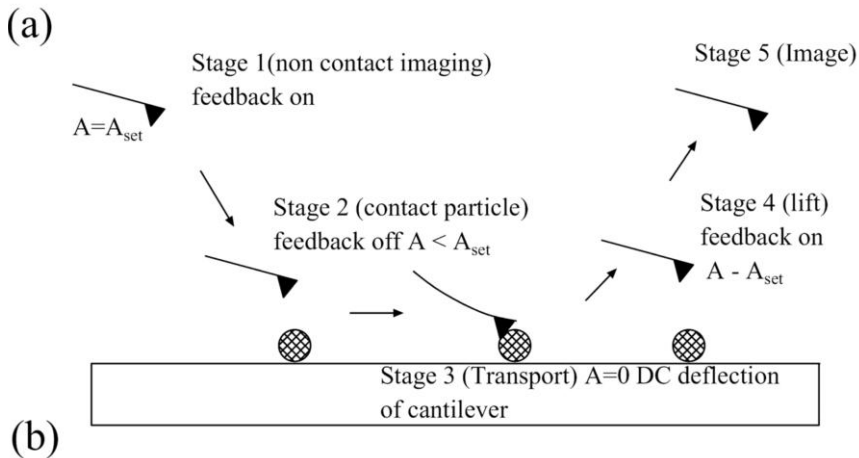 (a)
Stage 1(non contact imaging)
feedback on
A=Aset
Stage 5 (Image)
Stage 2 (contact particle)
feedback off A < Aset
Stage 4 (lift)
feedback on
A - Aset
Stage 3 (Transport) A=0 DC deflection
of cantilever
(b)